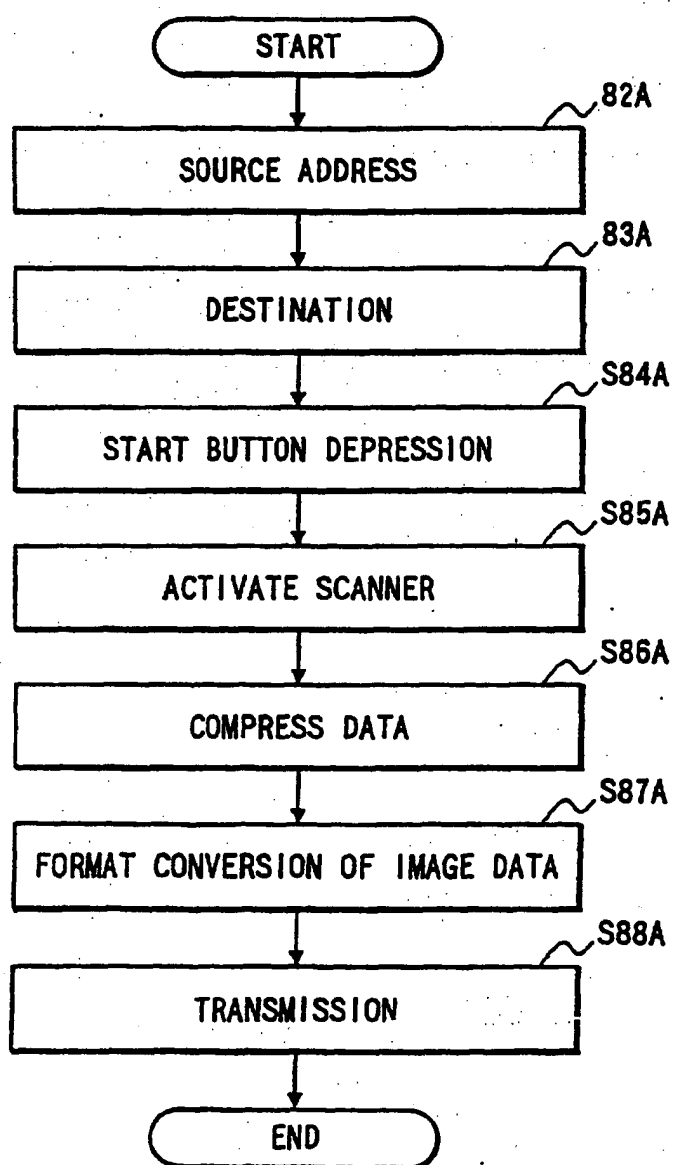 START
82A
SOURCE ADDRESS
83A
DESTINATION
S84A
START BUTTON DEPRESSION
S85A
ACTIVATE SCANNER
S86A
COMPRESS DATA
S87A
FORMAT CONVERSION OF IMAGE DATA
S88A
TRANSMISSION
END